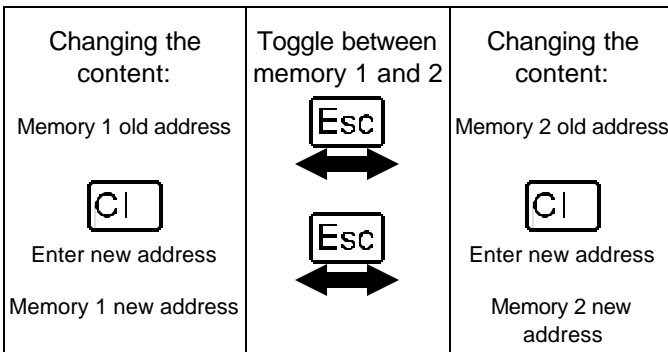 Changing the
content:
Memory 1 old address
Cl
Enter new address
Memory 1 new address
Toggle between
memory 1 and 2
Esc
Esc
Changing the
content:
Memory 2 old address
Cl
Enter new address
Memory 2 new
address